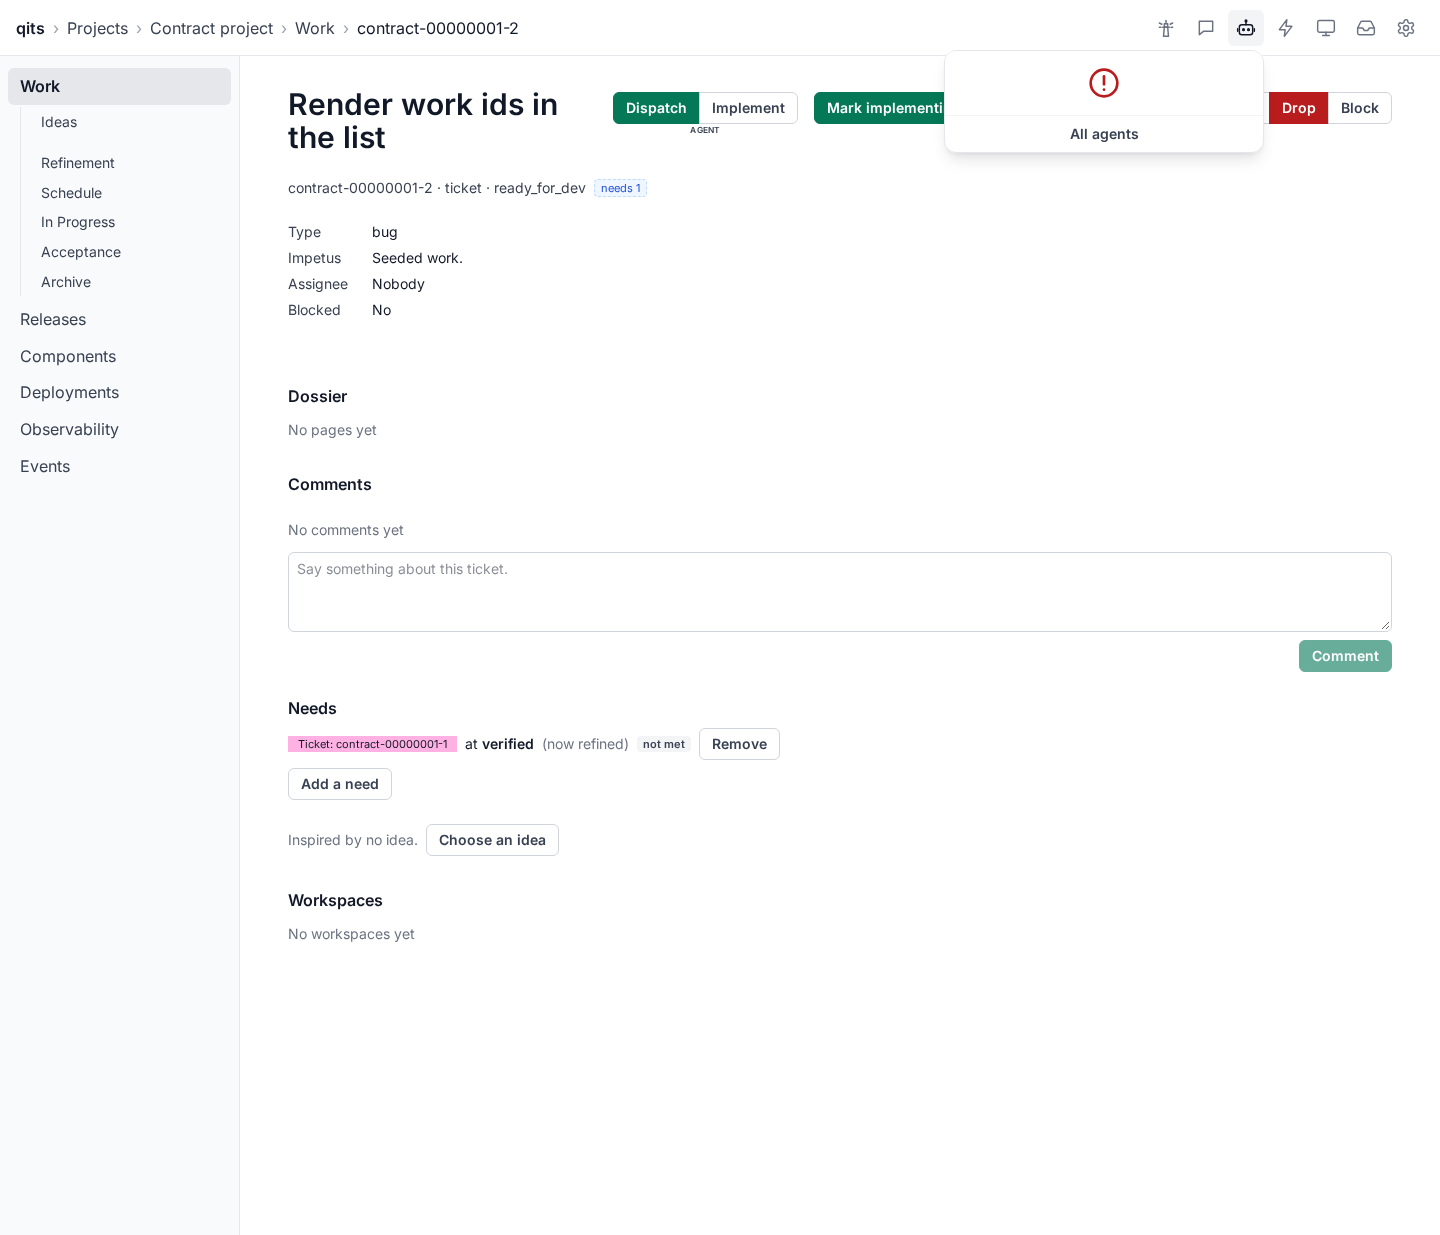 qits › Projects › Contract project › Work › contract-00000001-2
Work
Ideas
Refinement
Schedule
In Progress
Acceptance
Archive
Releases
Components
Deployments
Observability
Events
Render work ids in
the list
Dispatch
Implement
AGENT
Mark implementi
Drop
Block
All agents
contract-00000001-2 · ticket · ready_for_dev needs 1
Type bug
Impetus Seeded work.
Assignee Nobody
Blocked No
Dossier
No pages yet
Comments
No comments yet
Say something about this ticket.
Comment
Needs
Ticket: contract-00000001-1 at verified (now refined) not met Remove
Add a need
Inspired by no idea. Choose an idea
Workspaces
No workspaces yet